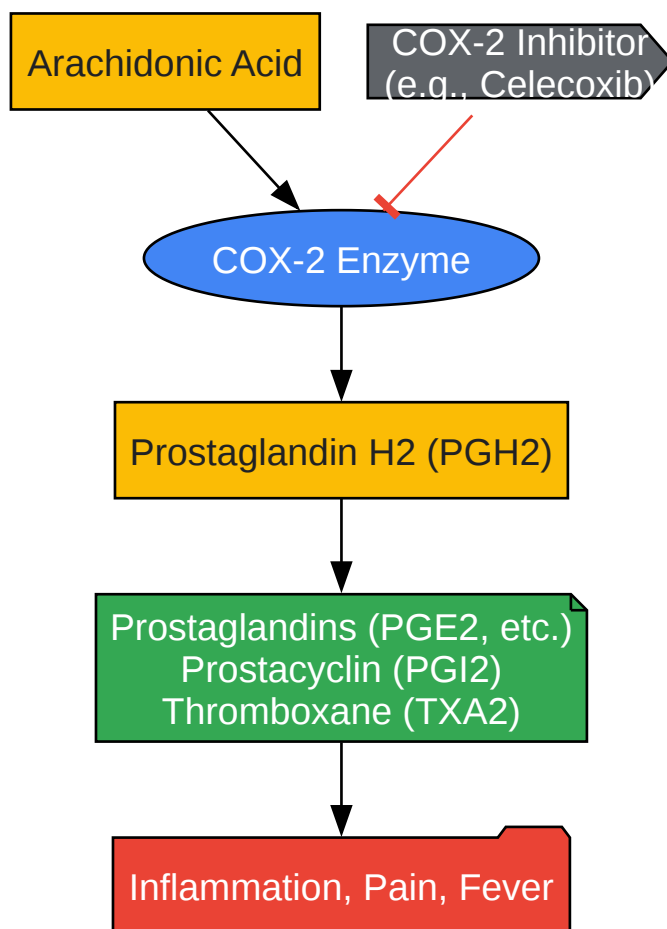 Arachidonic Acid
COX-2 Inhibitor
(e.g., Celecoxib)
COX-2 Enzyme
Prostaglandin H2 (PGH2)
Prostaglandins (PGE2, etc.)
Prostacyclin (PGI2)
Thromboxane (TXA2)
Inflammation, Pain, Fever